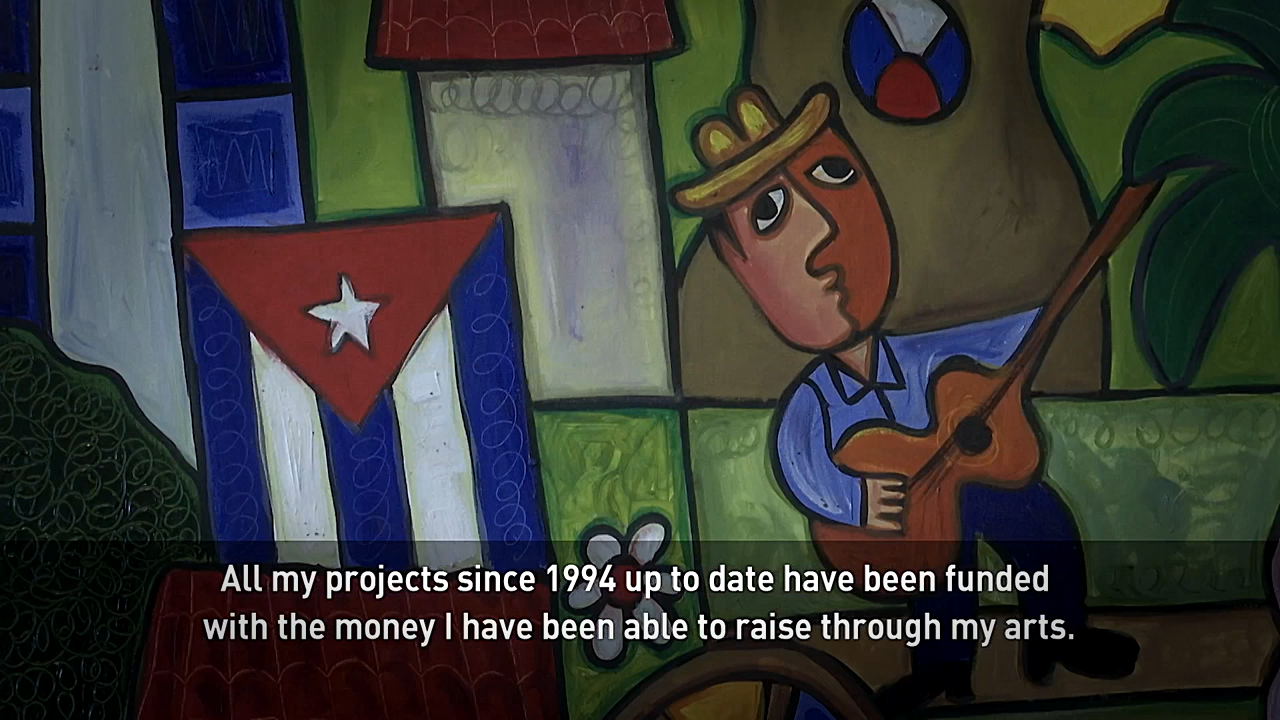 All my projects since 1994 up to date have been funded
with the money I have been able to raise through my arts.